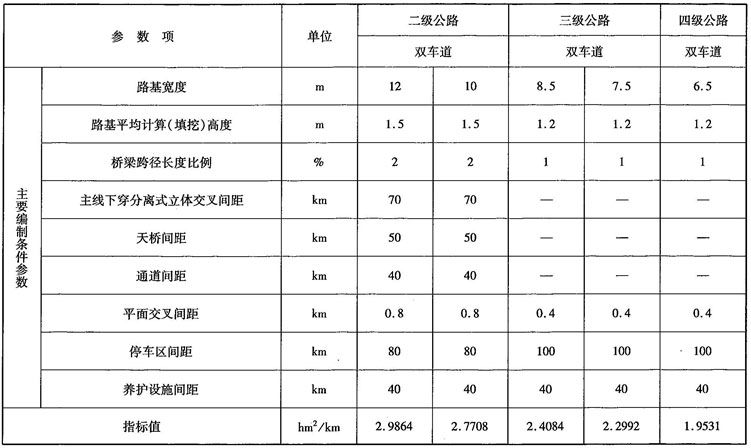 参 数 项 单位 二级公路 三级公路 四级公路
双车道 双车道 双车道
主要编制条件参数
路基宽度 m 12 10 8.5 7.5 6.5
路基平均计算(填挖)高度 m 1.5 1.5 1.2 1.2 1.2
桥梁跨径长度比例 % 2 2 1 1 1
主线下穿分离式立体交叉间距 km 70 70 — — —
天桥间距 km 50 50 — — —
通道间距 km 40 40 — — —
平面交叉间距 km 0.8 0.8 0.4 0.4 0.4
停车区间距 km 80 80 100 100 100
养护设施间距 km 40 40 40 40 40
指标值 hm²/km 2.9864 2.7708 2.4084 2.2992 1.9531